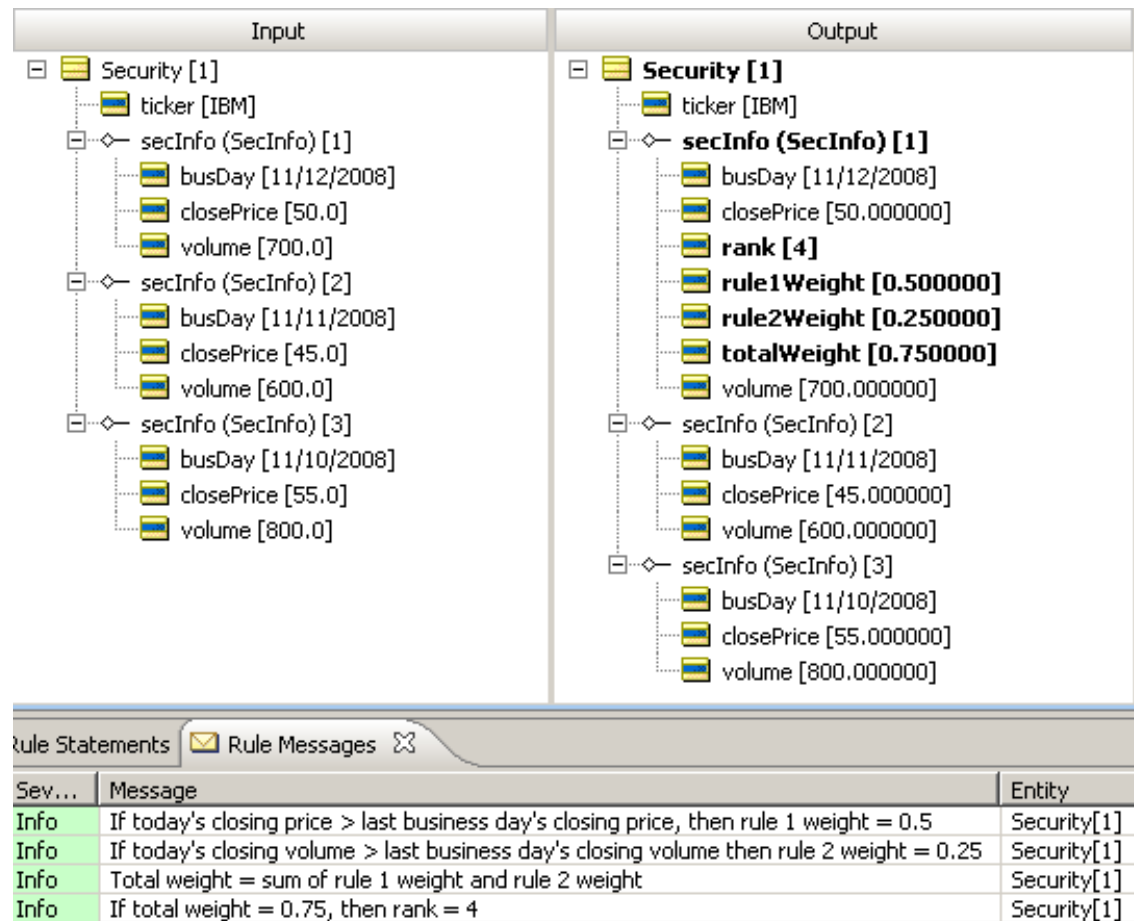 Input
Security [1]
ticker [IBM]
secInfo (SecInfo) [1]
busDay [11/12/2008]
closePrice [50.0]
volume [700.0]
secInfo (SecInfo) [2]
busDay [11/11/2008]
closePrice [45.0]
volume [600.0]
secInfo (SecInfo) [3]
busDay [11/10/2008]
closePrice [55.0]
volume [800.0]
Output
Security [1]
ticker [IBM]
secInfo (SecInfo) [1]
busDay [11/12/2008]
closePrice [50.000000]
rank [4]
rule1Weight [0.500000]
rule2Weight [0.250000]
totalWeight [0.750000]
volume [700.000000]
secInfo (SecInfo) [2]
busDay [11/11/2008]
closePrice [45.000000]
volume [600.000000]
secInfo (SecInfo) [3]
busDay [11/10/2008]
closePrice [55.000000]
volume [800.000000]
Rule Statements Rule Messages
Sev... Message Entity
Info If today's closing price > last business day's closing price, then rule 1 weight = 0.5 Security[1]
Info If today's closing volume > last business day's closing volume then rule 2 weight = 0.25 Security[1]
Info Total weight = sum of rule 1 weight and rule 2 weight Security[1]
Info If total weight = 0.75, then rank = 4 Security[1]